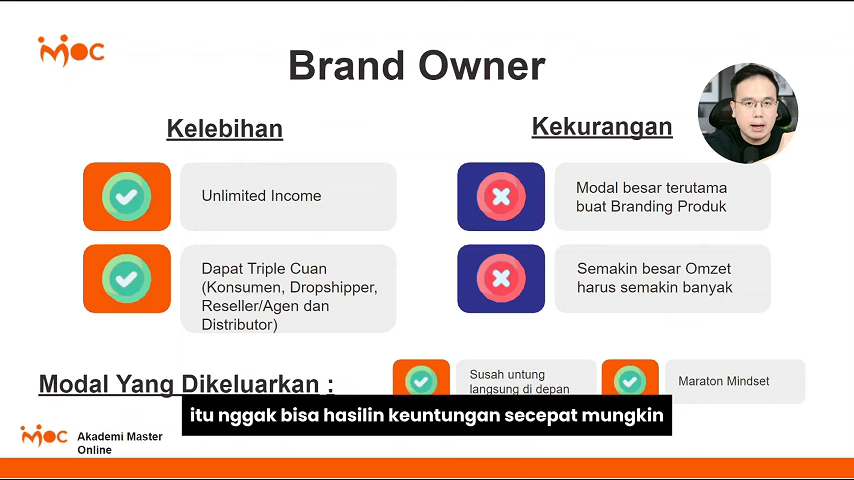 MOC
Brand Owner
Kelebihan
Kekurangan
Unlimited Income
Modal besar terutama
buat Branding Produk
Dapat Triple Cuan
(Konsumen, Dropshipper,
Reseller/Agen dan
Distributor)
Semakin besar Omzet
harus semakin banyak
Modal Yang Dikeluarkan :
Susah untung
langsung di depan
Maraton Mindset
itu nggak bisa hasilin keuntungan secepat mungkin
MOC
Akademi Master
Online